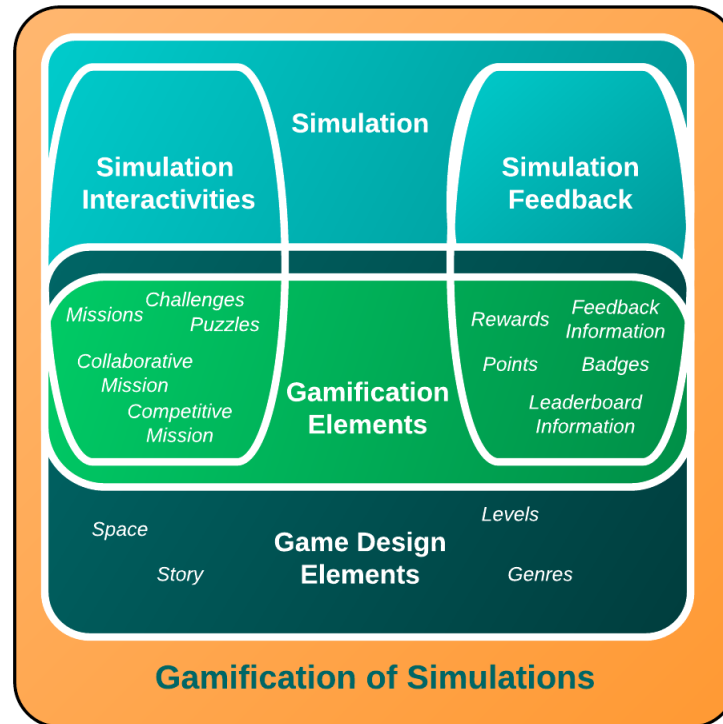 Simulation
Simulation
Interactivities
Simulation
Feedback
Missions
Challenges
Puzzles
Collaborative
Mission
Competitive
Mission
Gamification
Elements
Rewards
Feedback
Information
Points
Badges
Leaderboard
Information
Space
Story
Game Design
Elements
Levels
Genres
Gamification of Simulations